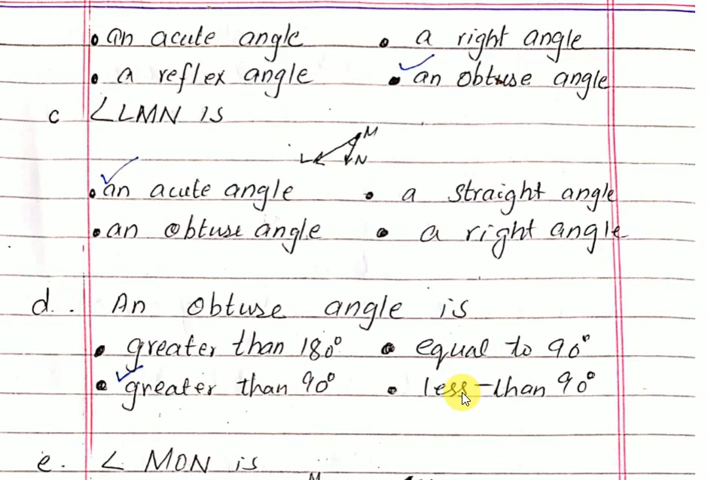 • an acute angle • a right angle
• a reflex angle • an obtuse angle
c ∠LMN is
M
L N
• an acute angle • a straight angle
• an obtuse angle • a right angle
d. An obtuse angle is
• greater than 180° • equal to 90°
• greater than 90° • less than 90°
e. ∠ MON is
M